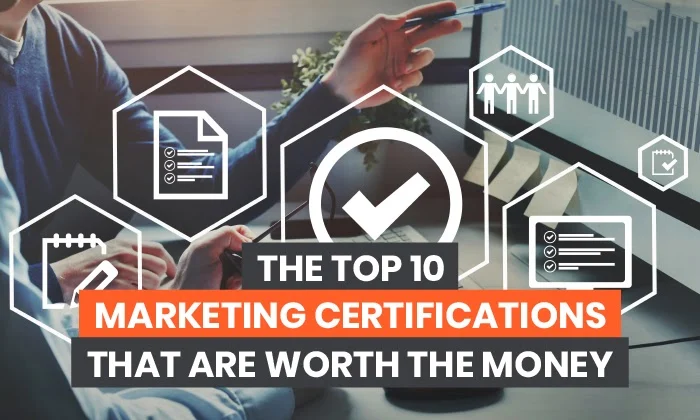 THE TOP 10
MARKETING CERTIFICATIONS
THAT ARE WORTH THE MONEY